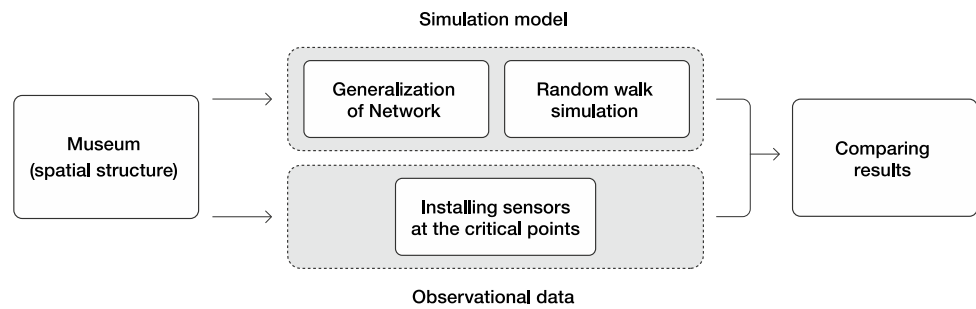 Simulation model
Generalization
of Network
Random walk
simulation
Museum
(spatial structure)
Comparing
results
Installing sensors
at the critical points
Observational data